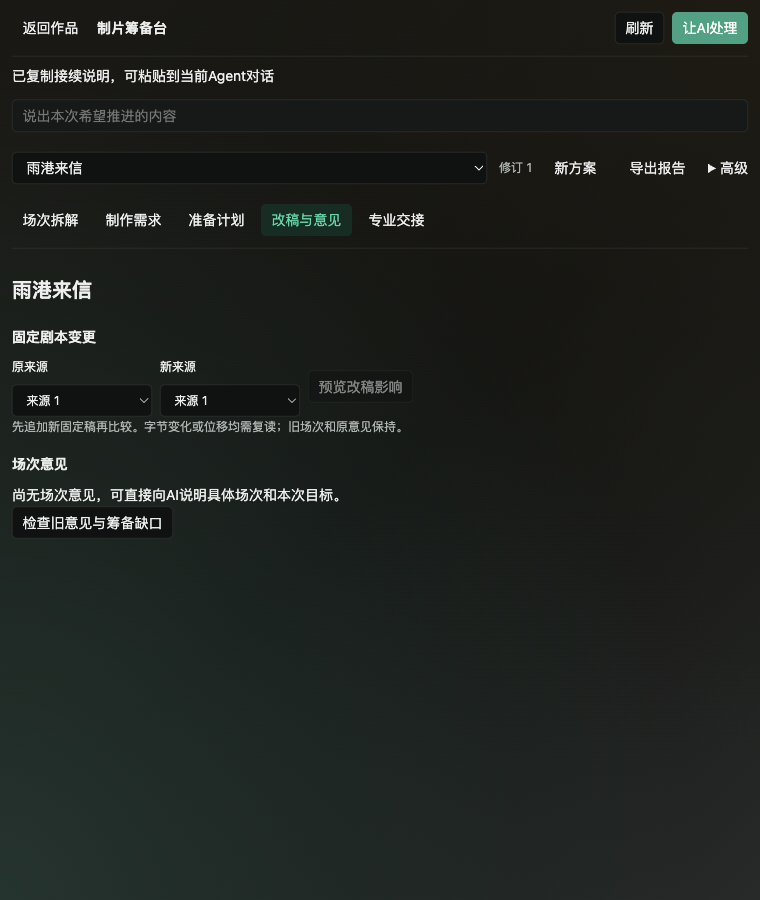 返回作品 制片筹备台 刷新 让AI处理
已复制接续说明，可粘贴到当前Agent对话
说出本次希望推进的内容
雨港来信 修订 1 新方案 导出报告 ▶ 高级
场次拆解 制作需求 准备计划 改稿与意见 专业交接
雨港来信
固定剧本变更
原来源 新来源
来源 1 来源 1 预览改稿影响
先追加新固定稿再比较。字节变化或位移均需复读；旧场次和原意见保持。
场次意见
尚无场次意见，可直接向AI说明具体场次和本次目标。
检查旧意见与筹备缺口